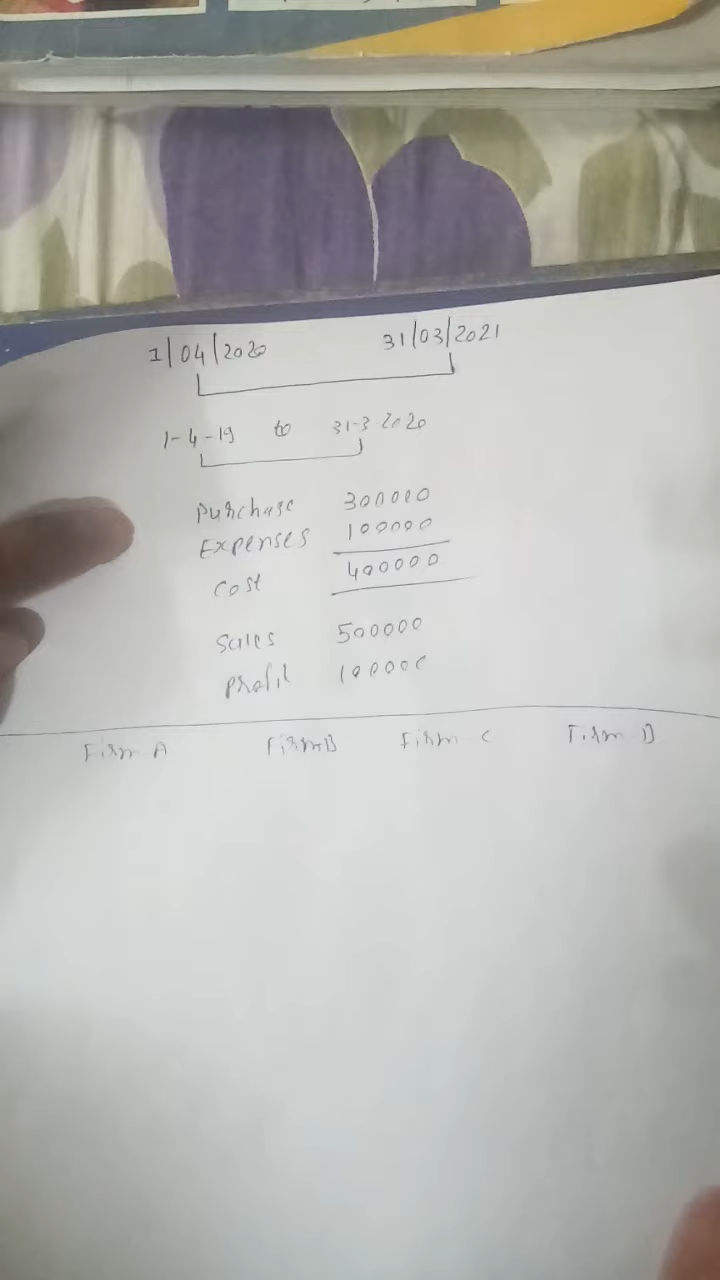 1/04/2020 31/03/2021
1-4-19 to 31-3-2020
Purchase 300000
Expenses 100000
Cost 400000
Sales 500000
Profit 100000
Firm A Firm B Firm C Firm D